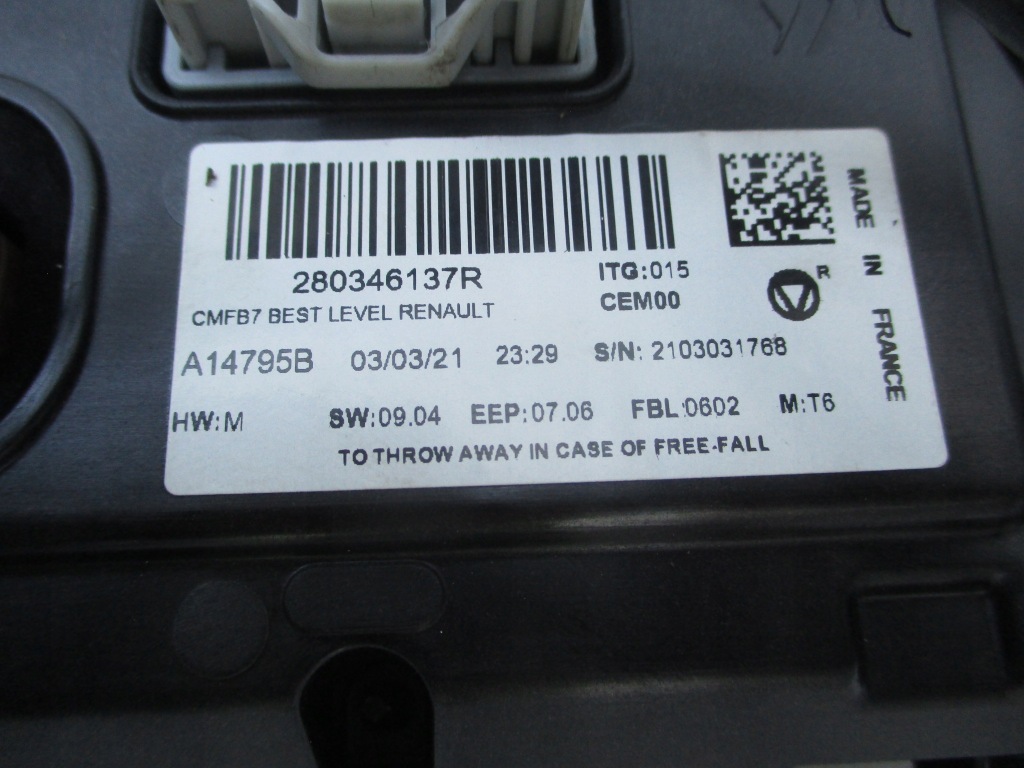 280346137R
ITG:015
CMFB7 BEST LEVEL RENAULT
CEM00
R
A14795B 03/03/21 23:29 S/N: 2103031768
HW:M SW:09.04 EEP:07.06 FBL:0602 M:T6
TO THROW AWAY IN CASE OF FREE-FALL
MADE IN FRANCE